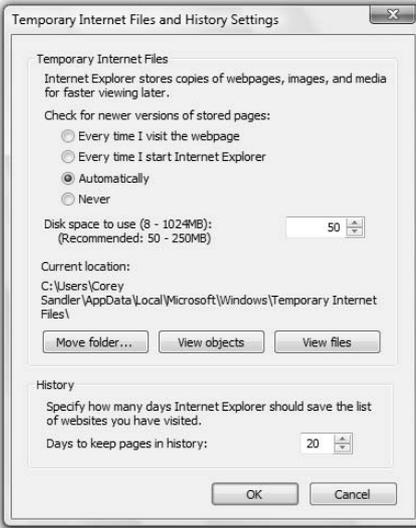 Temporary Internet Files and History Settings
Temporary Internet Files
Internet Explorer stores copies of webpages, images, and media
for faster viewing later.
Check for newer versions of stored pages:
Every time I visit the webpage
Every time I start Internet Explorer
Automatically
Never
Disk space to use (8 - 1024MB):
50
(Recommended: 50 - 250MB)
Current location:
C:\Users\Corey
Sandler\AppData\Local\Microsoft\Windows\Temporary Internet
Files\
Move folder... View objects View files
History
Specify how many days Internet Explorer should save the list
of websites you have visited.
Days to keep pages in history: 20
OK Cancel